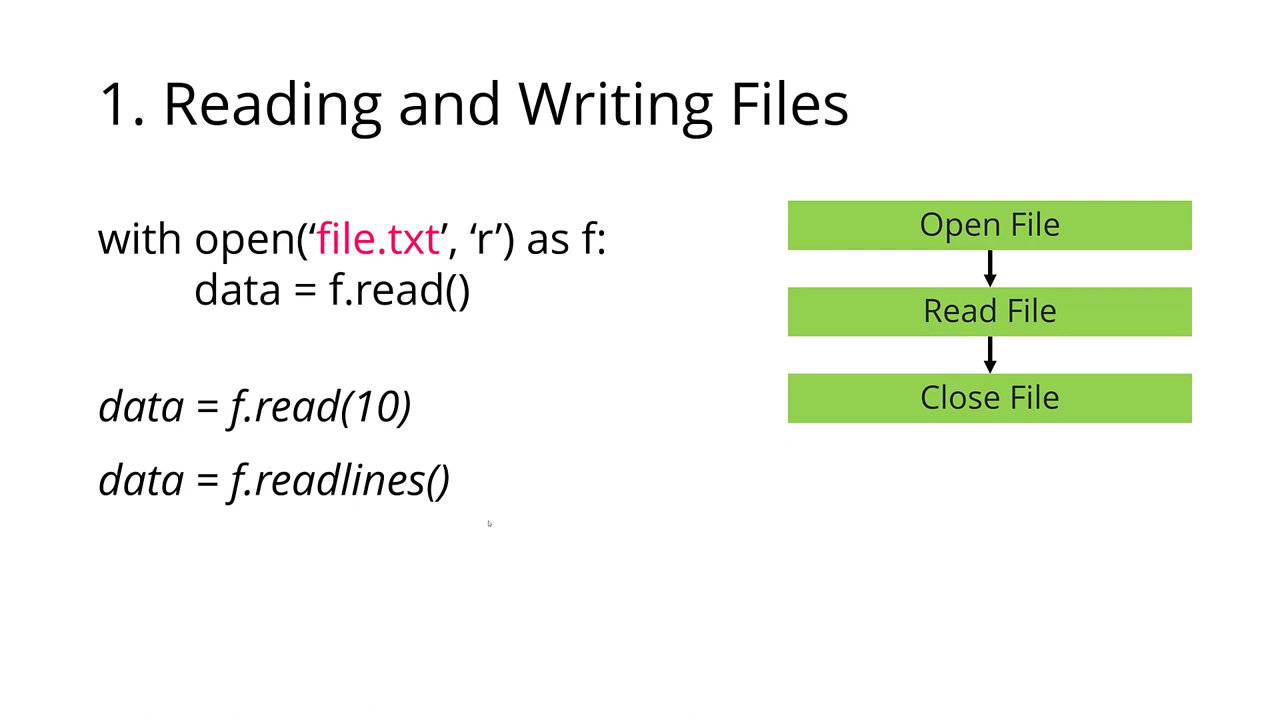 1. Reading and Writing Files
with open(‘file.txt’, ‘r’) as f:
data = f.read()
data = f.read(10)
data = f.readlines()
Open File
Read File
Close File